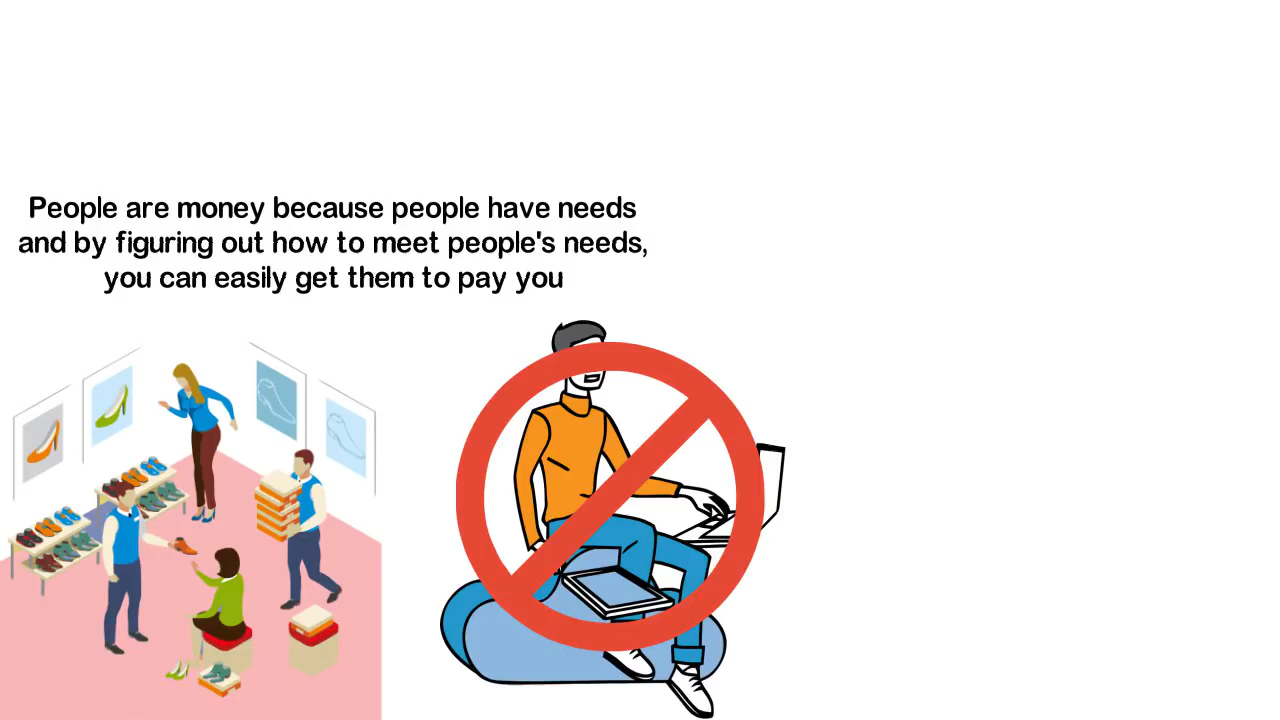 People are money because people have needs
and by figuring out how to meet people's needs,
you can easily get them to pay you